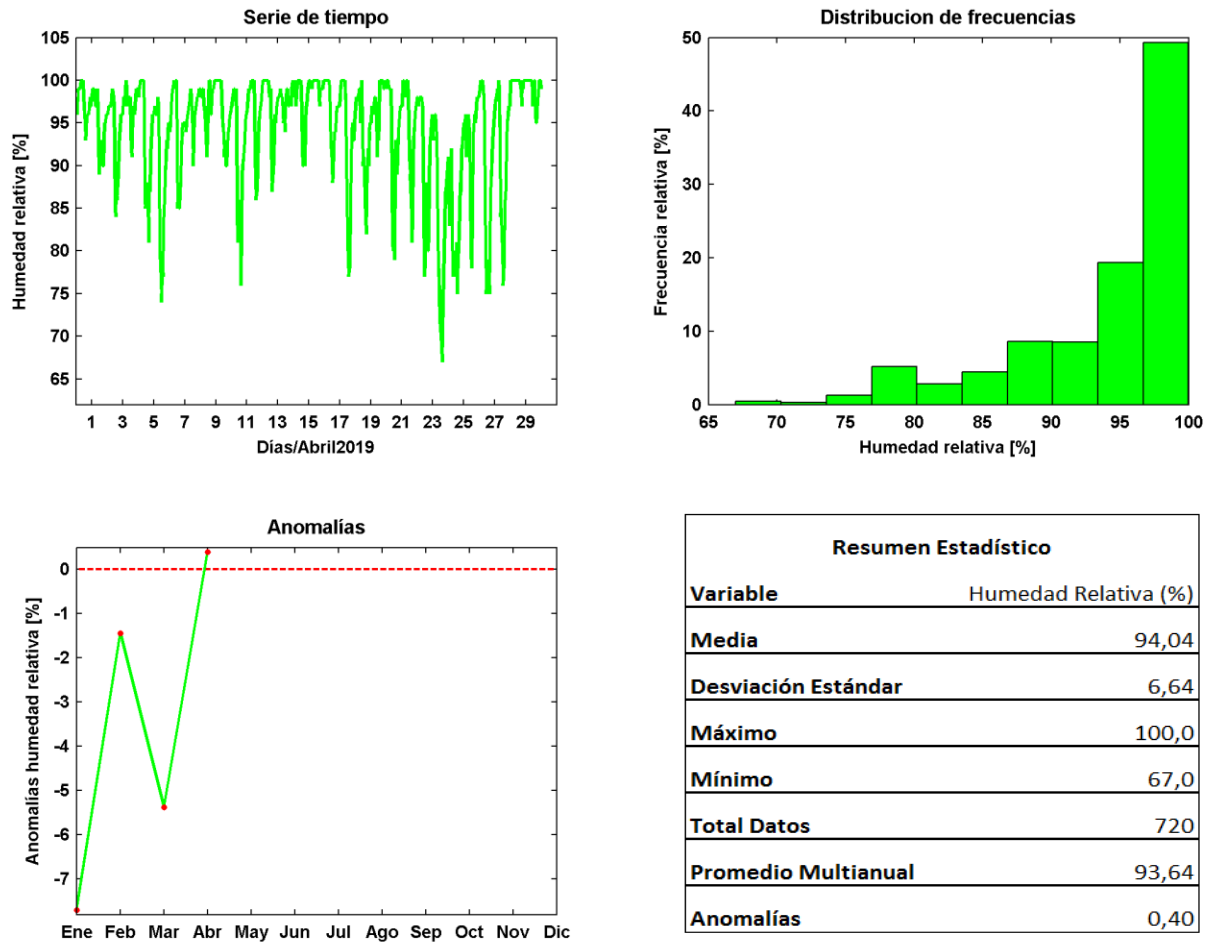 Serie de tiempo
105
100
95
90
85
80
75
70
65
Humedad relativa [%]
1 3 5 7 9 11 13 15 17 19 21 23 25 27 29
Días/Abril2019
Distribucion de frecuencias
50
40
30
20
10
0
Frecuencia relativa [%]
65 70 75 80 85 90 95 100
Humedad relativa [%]
Anomalías
0
-1
-2
-3
-4
-5
-6
-7
Anomalias humedad relativa [%]
Ene Feb Mar Abr May Jun Jul Ago Sep Oct Nov Dic
Resumen Estadístico
Variable Humedad Relativa (%)
Media 94,04
Desviación Estándar 6,64
Máximo 100,0
Mínimo 67,0
Total Datos 720
Promedio Multianual 93,64
Anomalías 0,40